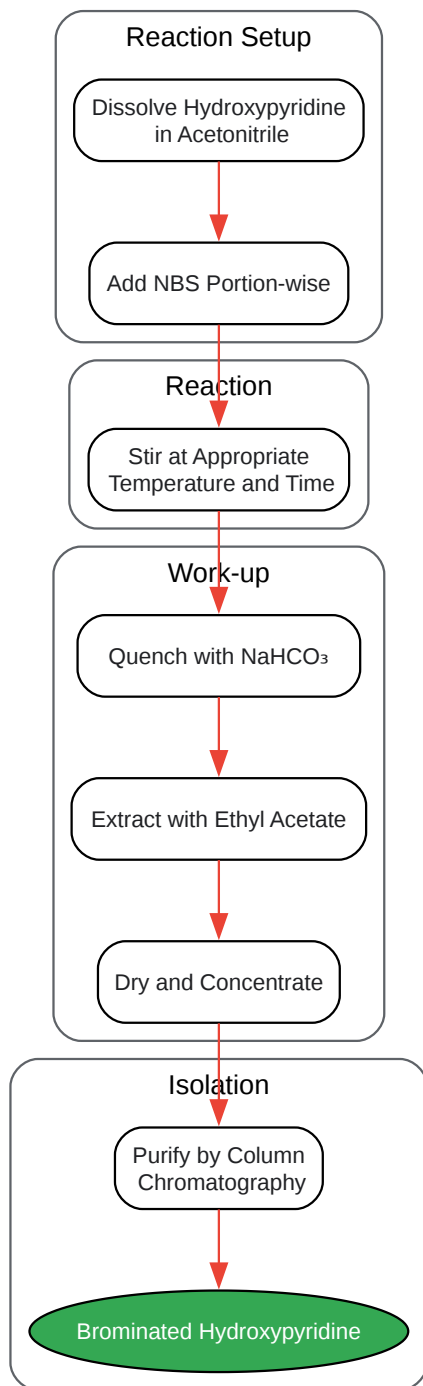 Reaction Setup
Dissolve Hydroxypyridine
in Acetonitrile
Add NBS Portion-wise
Reaction
Stir at Appropriate
Temperature and Time
Work-up
Quench with NaHCO₃
Extract with Ethyl Acetate
Dry and Concentrate
Isolation
Purify by Column
Chromatography
Brominated Hydroxypyridine